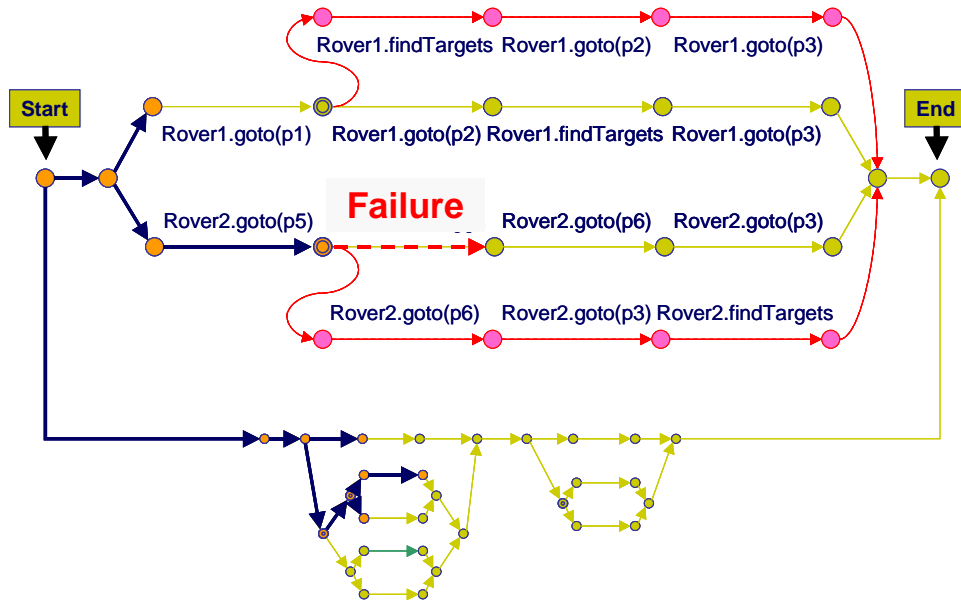 Rover1.findTargets Rover1.goto(p2) Rover1.goto(p3)
Start
End
Rover1.goto(p1) Rover1.goto(p2) Rover1.findTargets Rover1.goto(p3)
Rover2.goto(p5) Failure Rover2.goto(p6) Rover2.goto(p3)
Rover2.goto(p6) Rover2.goto(p3) Rover2.findTargets